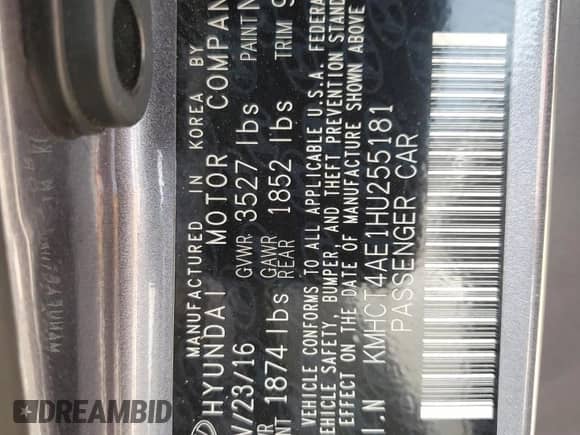 MANUFACTURED IN KOREA BY
HYUNDAI MOTOR COMPAN
V/23/16 GVWR 3527 lbs PAINT N
WR GAWR
NT 1874 lbs REAR 1852 lbs TRIM
VEHICLE CONFORMS TO ALL APPLICABLE U.S.A. FEDERA
VEHICLE SAFETY, BUMPER AND THEFT PREVENTION STAND
ON THE DATE OF MANUFACTURE SHOWN ABOVE
I.N KMHCT4AE1HU255181
PASSENGER CAR
DREAMBID